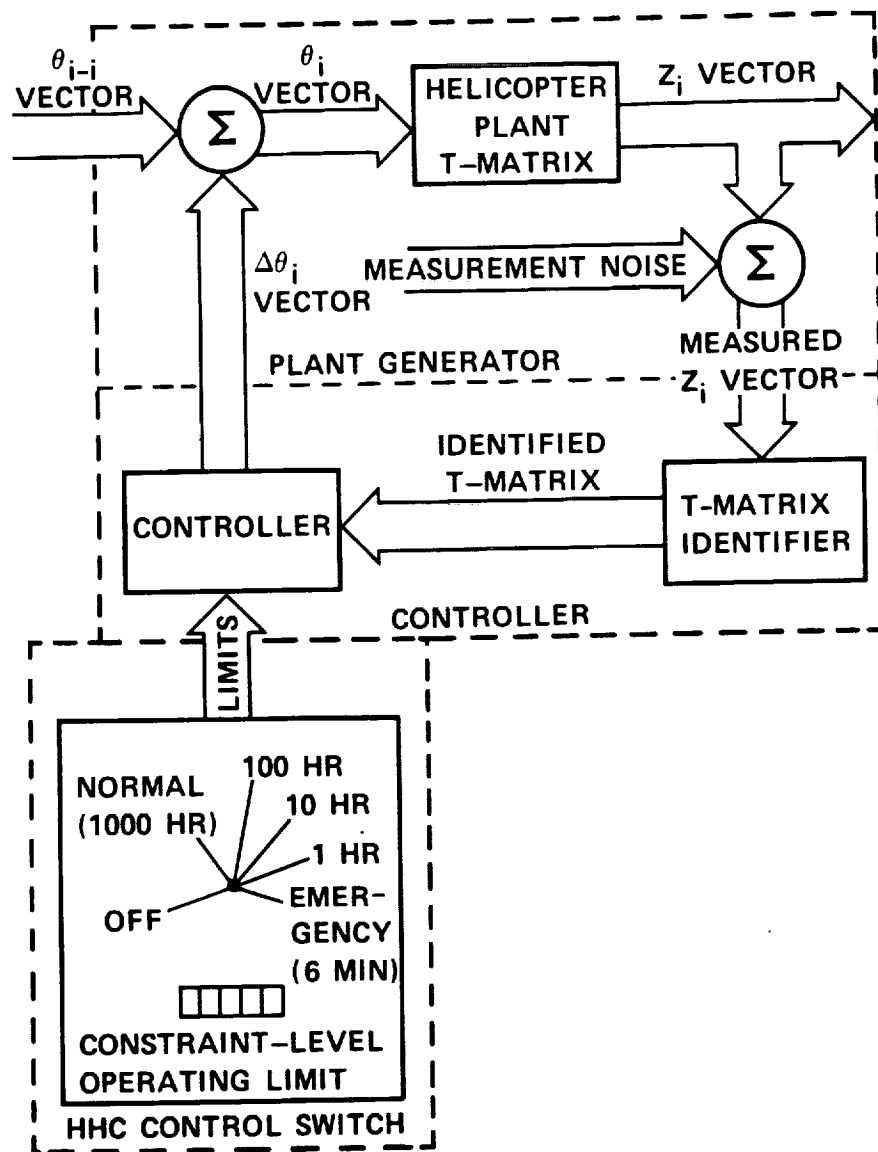 θi–i
VECTOR
Σ
θi
VECTOR
HELICOPTER
PLANT
T–MATRIX
Zi VECTOR
Δθi
VECTOR
MEASUREMENT NOISE
Σ
PLANT GENERATOR
MEASURED
Zi VECTOR
IDENTIFIED
T–MATRIX
CONTROLLER
T-MATRIX
IDENTIFIER
CONTROLLER
LIMITS
NORMAL
(1000 HR)
100 HR
10 HR
1 HR
OFF
EMER-
GENCY
(6 MIN)
CONSTRAINT–LEVEL
OPERATING LIMIT
HHC CONTROL SWITCH